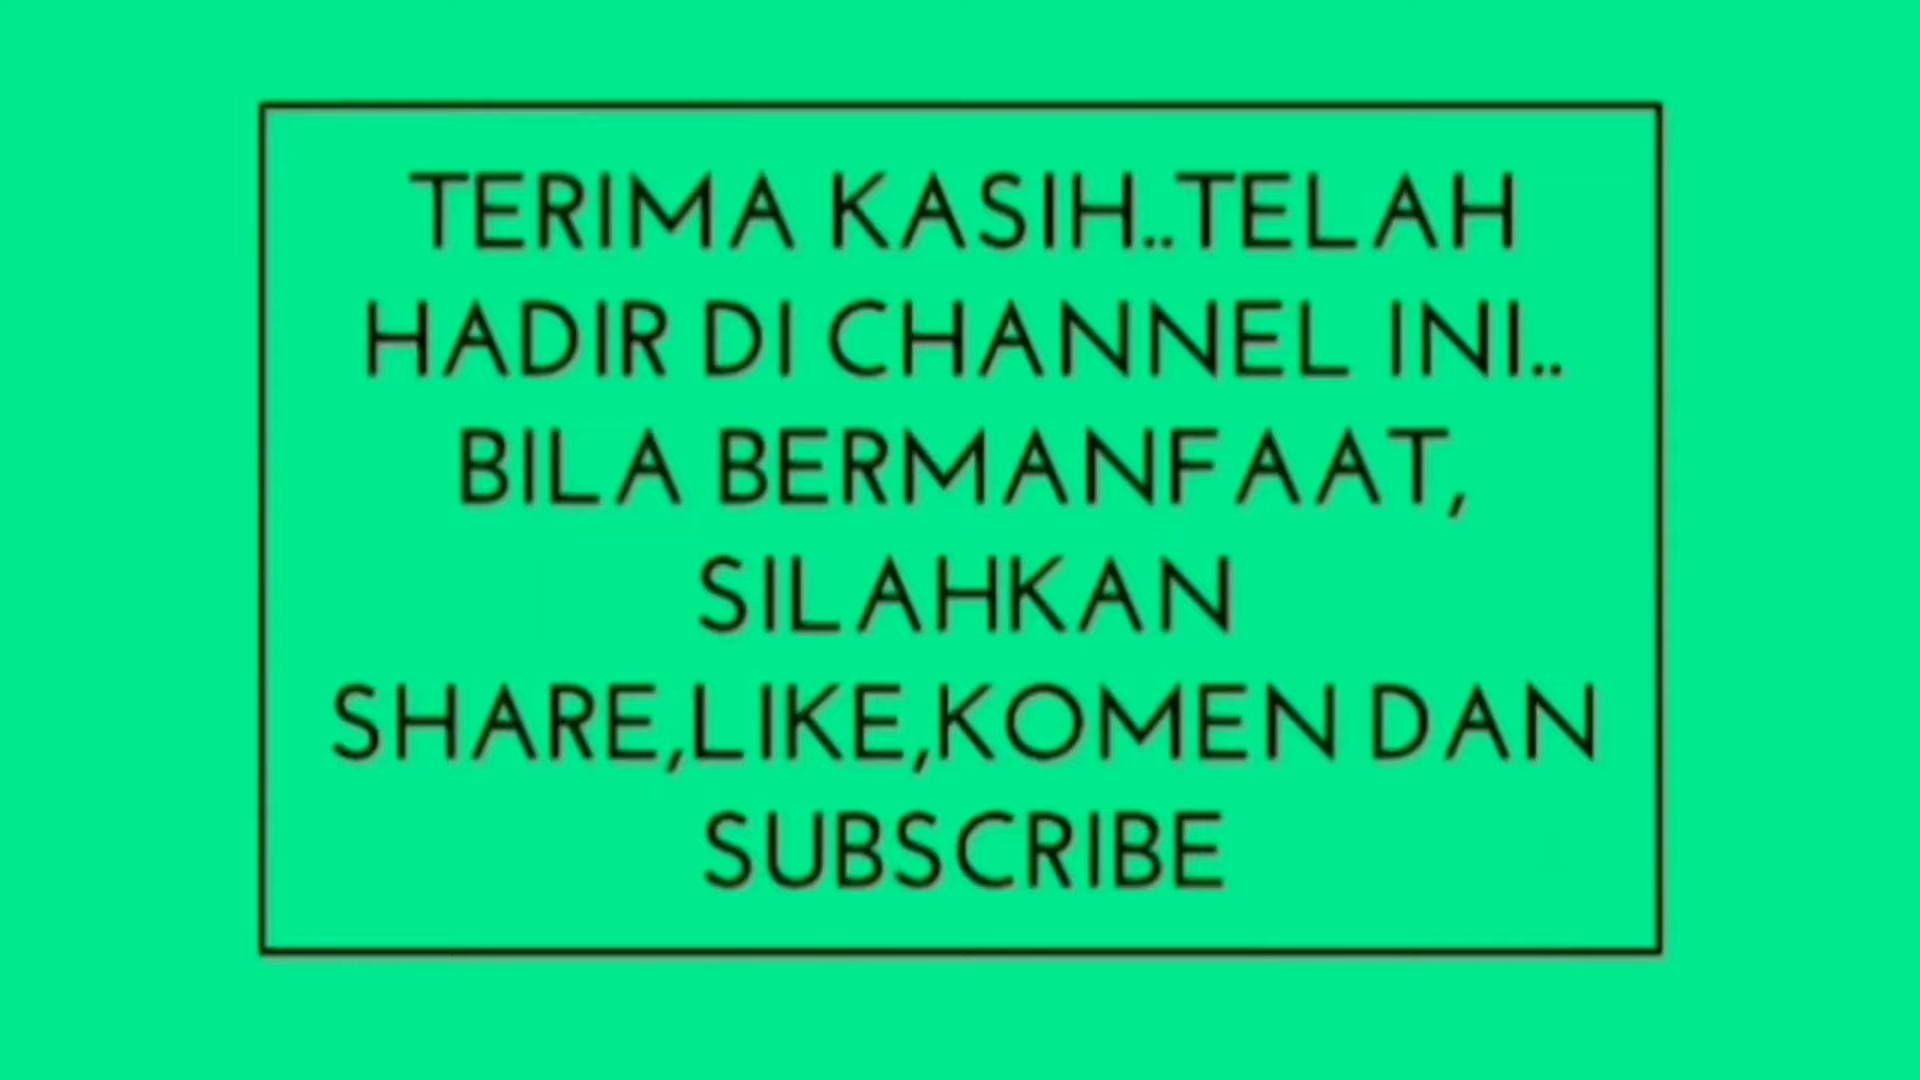 TERIMA KASIH..TELAH
HADIR DI CHANNEL INI..
BILA BERMANFAAT,
SILAHKAN
SHARE,LIKE,KOMEN DAN
SUBSCRIBE